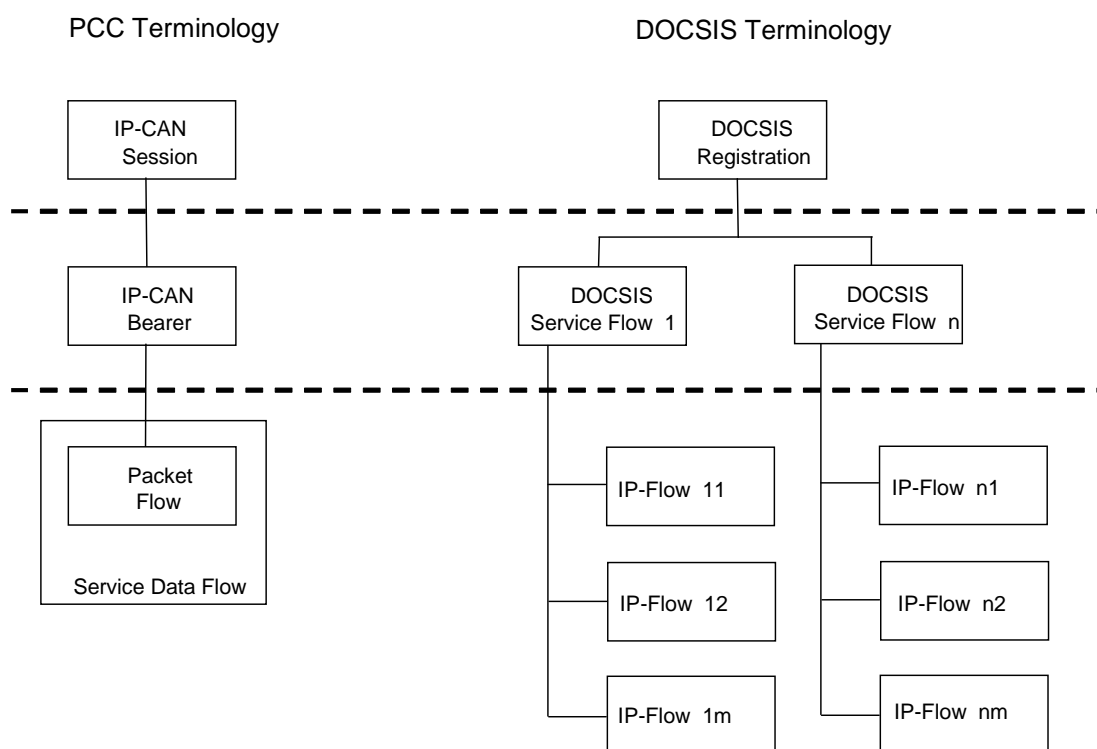 PCC Terminology
DOCSIS Terminology
IP-CAN
Session
DOCSIS
Registration
IP-CAN
Bearer
DOCSIS
Service Flow 1
DOCSIS
Service Flow n
Packet
Flow
Service Data Flow
IP-Flow 11
IP-Flow n1
IP-Flow 12
IP-Flow n2
IP-Flow 1m
IP-Flow nm